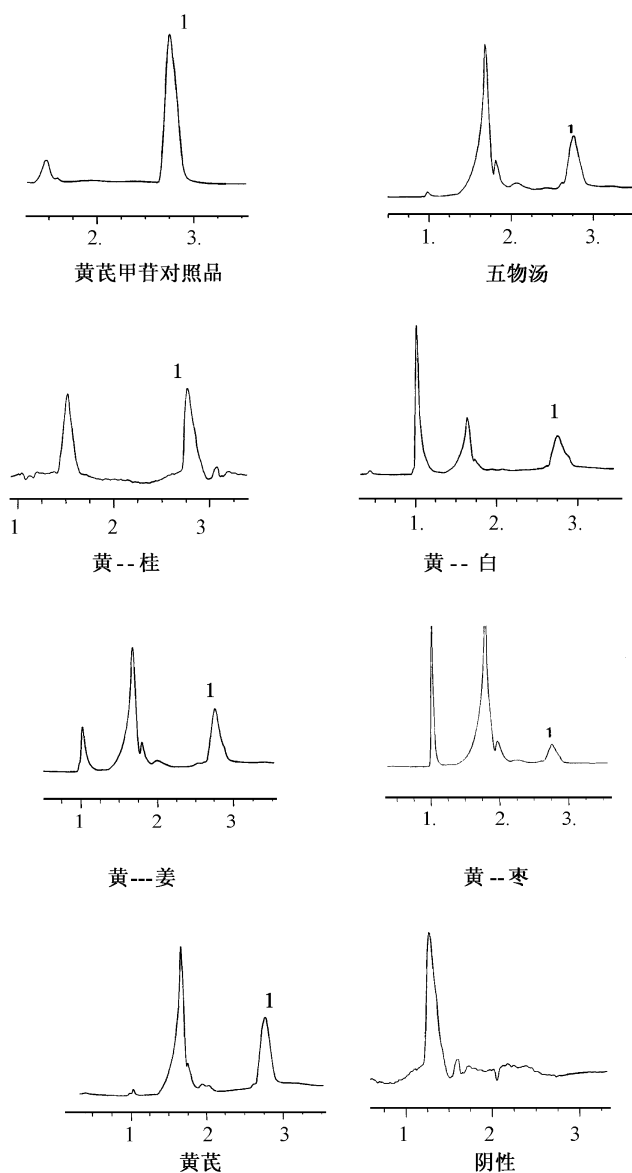 1
2. 3.
黄芪甲苷对照品
1
1. 2. 3.
五物汤
1
1 2 3
黄--桂
1
1. 2. 3.
黄-- 白
1
1 2 3
黄---姜
1
1. 2. 3.
黄--枣
1
1 2 3
黄芪
1 2 3
阴性